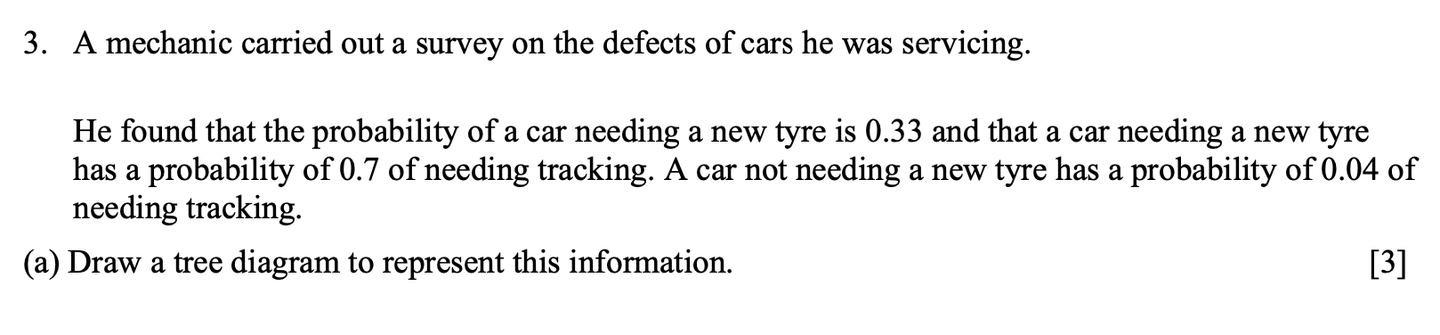 3. A mechanic carried out a survey on the defects of cars he was servicing.
He found that the probability of a car needing a new tyre is 0.33 and that a car needing a new tyre
has a probability of 0.7 of needing tracking. A car not needing a new tyre has a probability of 0.04 of
needing tracking.
(a) Draw a tree diagram to represent this information. [3]